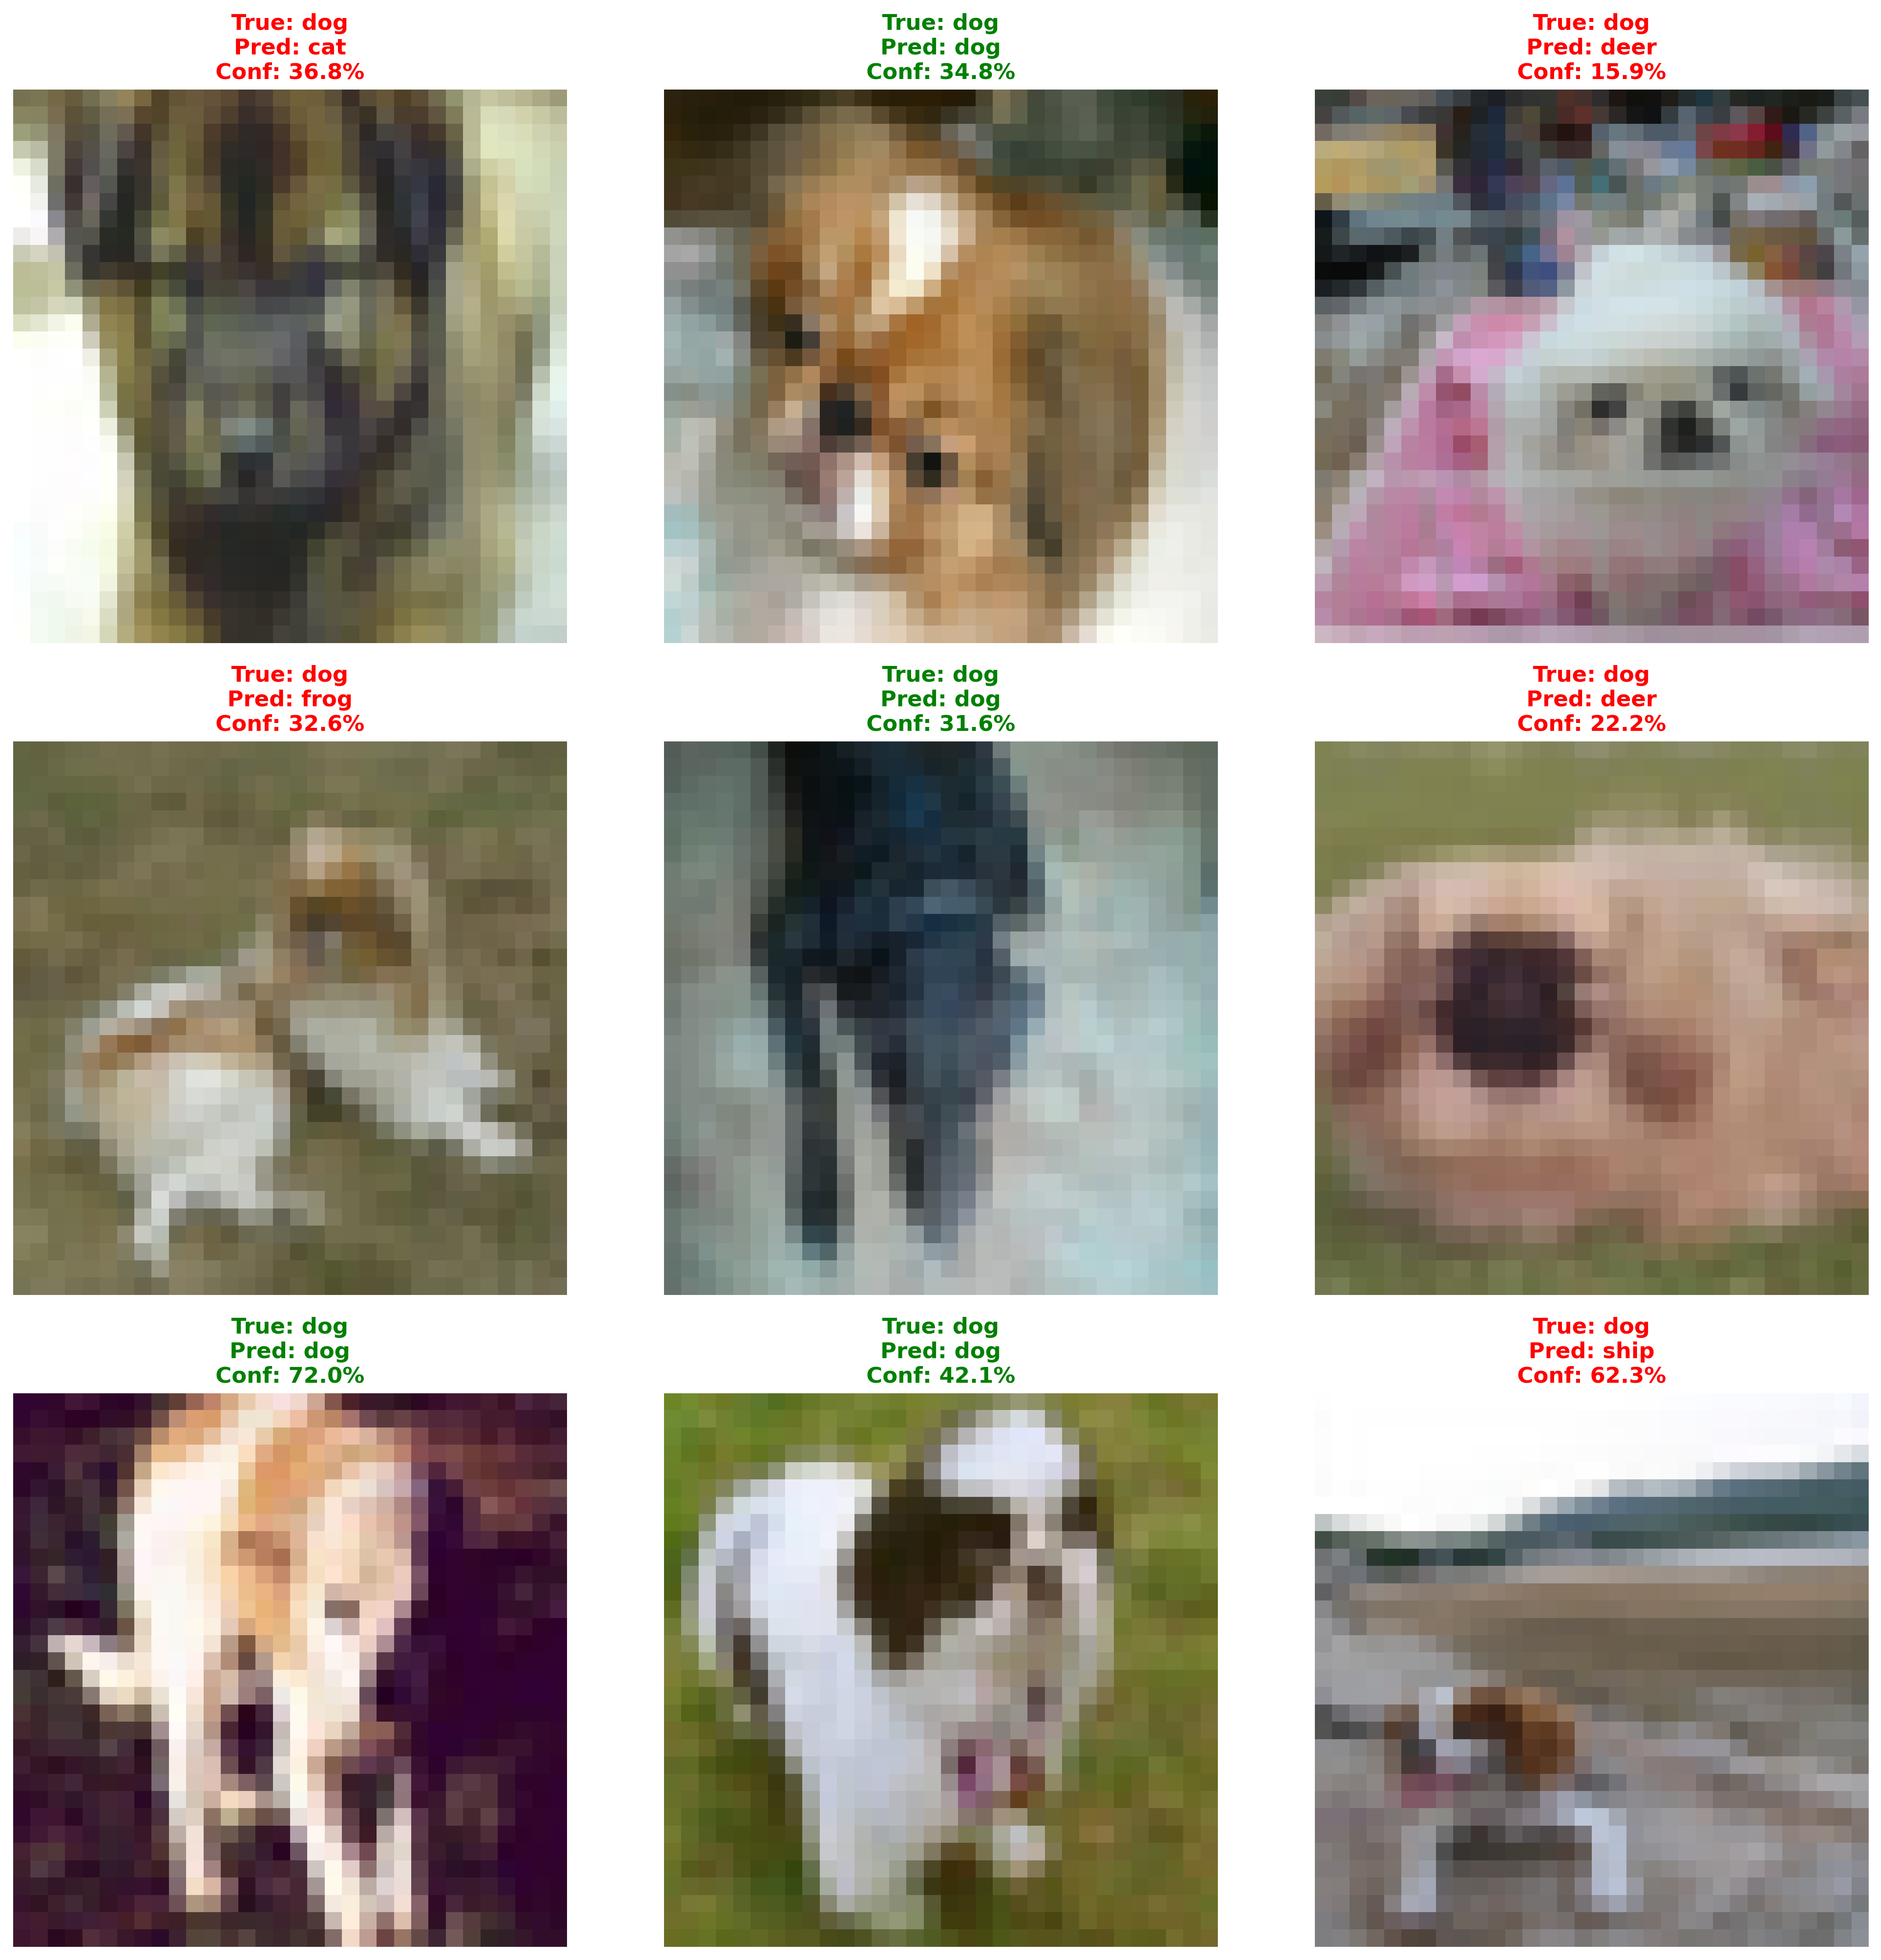 True: dog
Pred: cat
Conf: 36.8%
True: dog
Pred: dog
Conf: 34.8%
True: dog
Pred: deer
Conf: 15.9%
True: dog
Pred: frog
Conf: 32.6%
True: dog
Pred: dog
Conf: 31.6%
True: dog
Pred: deer
Conf: 22.2%
True: dog
Pred: dog
Conf: 72.0%
True: dog
Pred: dog
Conf: 42.1%
True: dog
Pred: ship
Conf: 62.3%